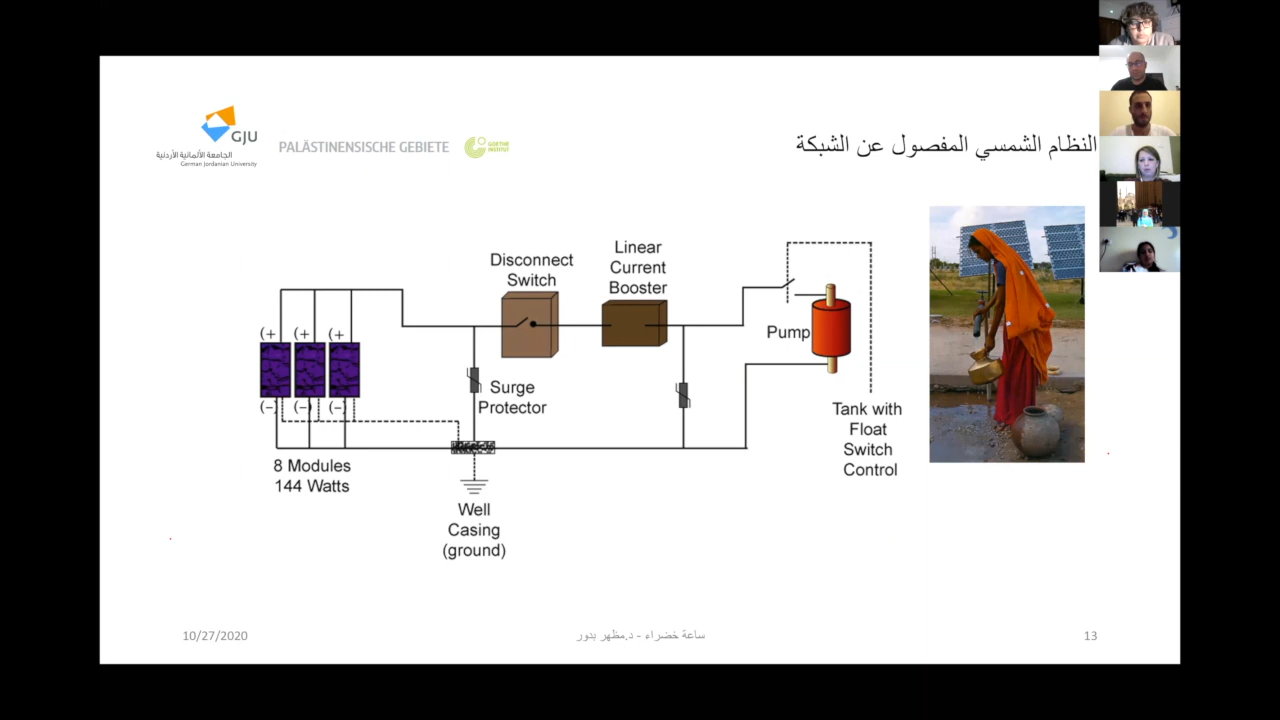 GJU
الجامعة الألمانية الأردنية
German Jordanian University
PALÄSTINENSISCHE GEBIETE
GOETHE
INSTITUT
النظام الشمسي المفصول عن الشبكة
Disconnect
Switch
Linear
Current
Booster
(+
(+
(+
Pump
Surge
Protector
(–)
(–)
(–)
Tank with
Float
Switch
Control
8 Modules
144 Watts
Well
Casing
(ground)
10/27/2020
ساعة خضراء - د.مظهر بدور
13